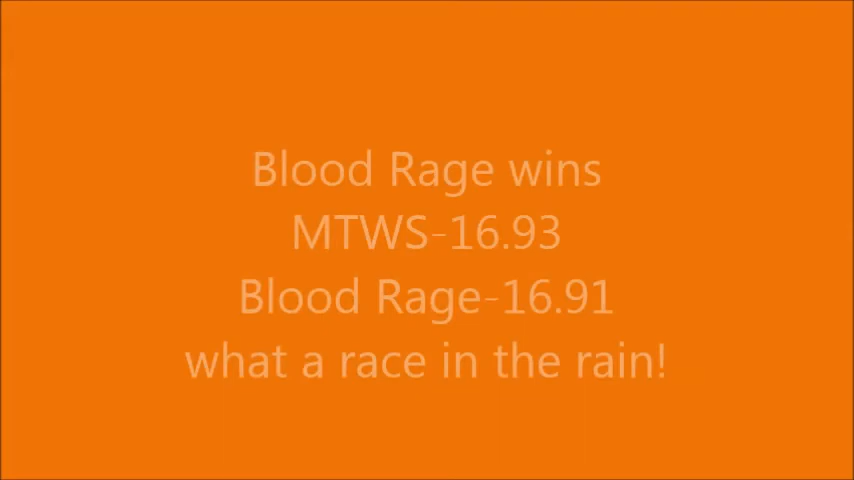 Blood Rage wins
MTWS-16.93
Blood Rage-16.91
what a race in the rain!